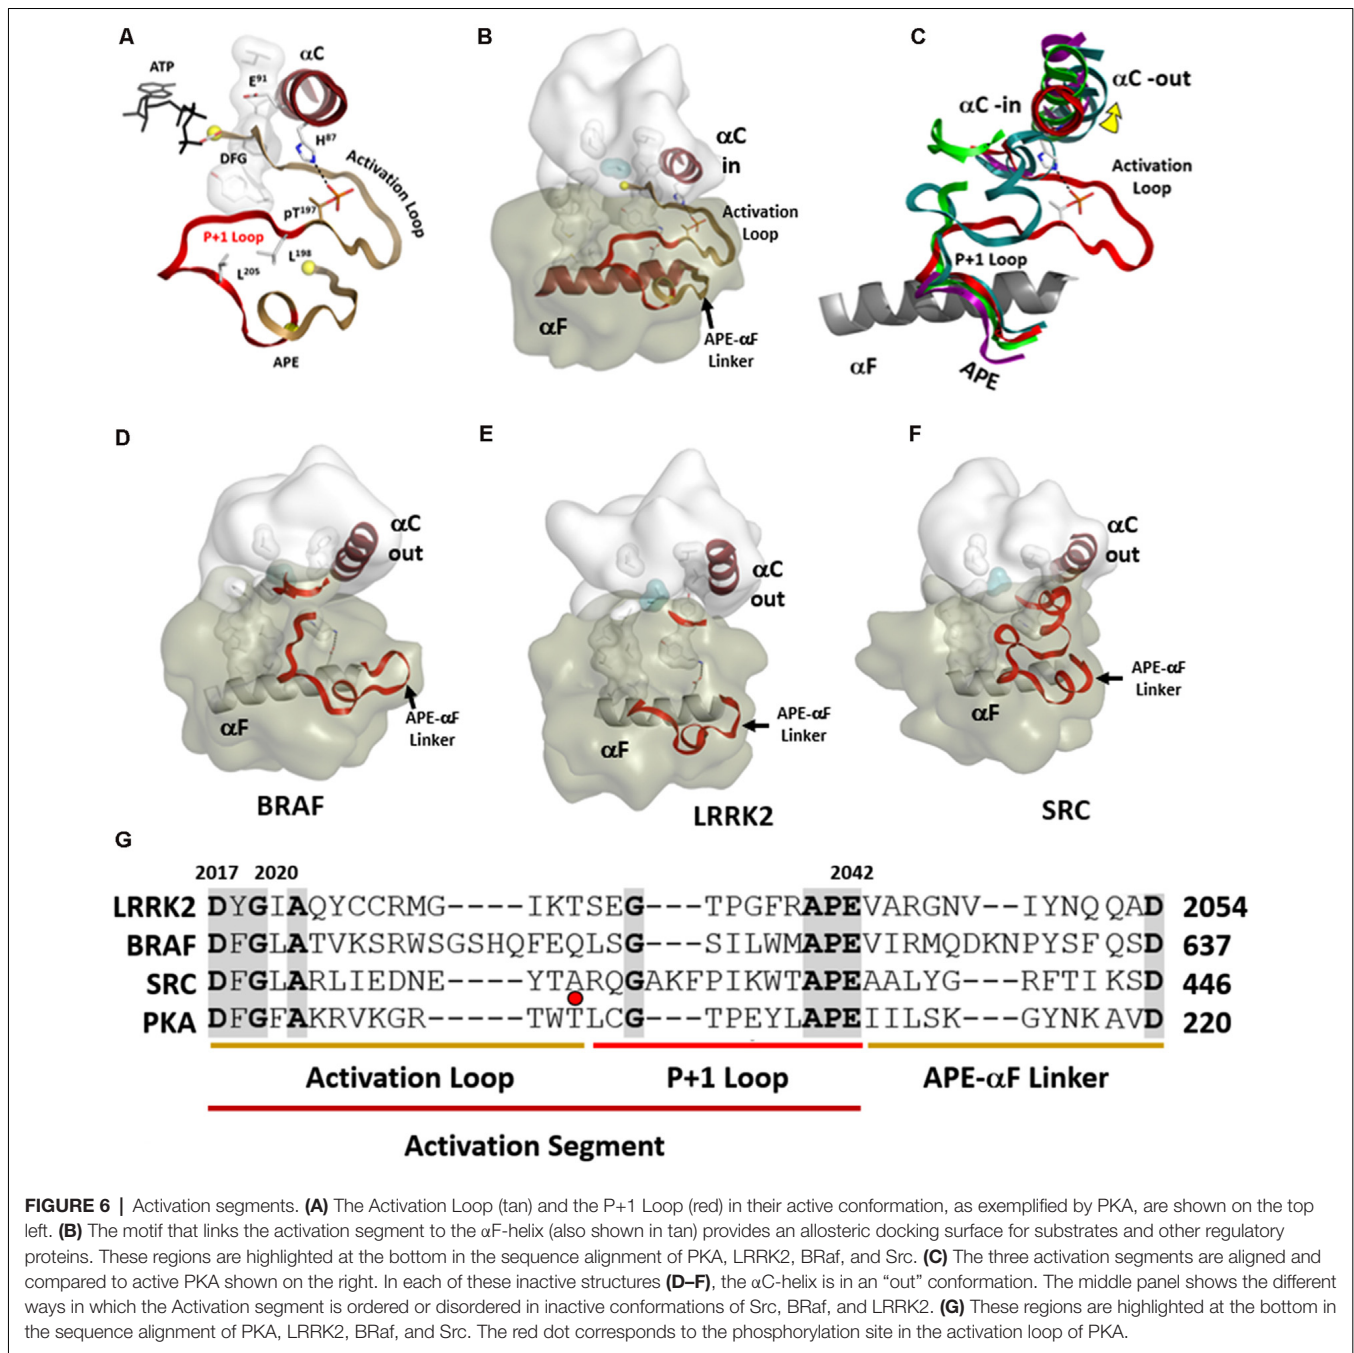 A
B
C
ATP
αC
E91
H87
DFG
Activation Loop
pT197
P+1 Loop
L198
L205
APE
αC
in
Activation
Loop
αF
APE-αF
Linker
αC -in
αC -out
Activation
Loop
P+1 Loop
αF
APE
D
E
F
αC
out
αF
APE-αF
Linker
BRAF
αC
out
αF
APE-αF
Linker
LRRK2
αC
out
αF
APE-αF
Linker
SRC
G
2017 2020 2042
LRRK2 DYGIAQYCCRMG----IKTSEG---TPGFRAPEVARGNV--IYNQQAD 2054
BRAF DFGLATVKSRWSGSHQFEQLSG---SILWMAPEVIRMQDKNPYSFQSD 637
SRC DFGLARLIEDNE----YTARQGAKFPIKWTAPEAALYG---RFTIKSD 446
PKA DFGFAKRVKGR-----TWTLCG---TPEYLAPEIILSK---GYNKAVD 220
Activation Loop P+1 Loop APE-αF Linker
Activation Segment
FIGURE 6 | Activation segments. (A) The Activation Loop (tan) and the P+1 Loop (red) in their active conformation, as exemplified by PKA, are shown on the top
left. (B) The motif that links the activation segment to the αF-helix (also shown in tan) provides an allosteric docking surface for substrates and other regulatory
proteins. These regions are highlighted at the bottom in the sequence alignment of PKA, LRRK2, BRaf, and Src. (C) The three activation segments are aligned and
compared to active PKA shown on the right. In each of these inactive structures (D–F), the αC-helix is in an “out” conformation. The middle panel shows the different
ways in which the Activation segment is ordered or disordered in inactive conformations of Src, BRaf, and LRRK2. (G) These regions are highlighted at the bottom in
the sequence alignment of PKA, LRRK2, BRaf, and Src. The red dot corresponds to the phosphorylation site in the activation loop of PKA.